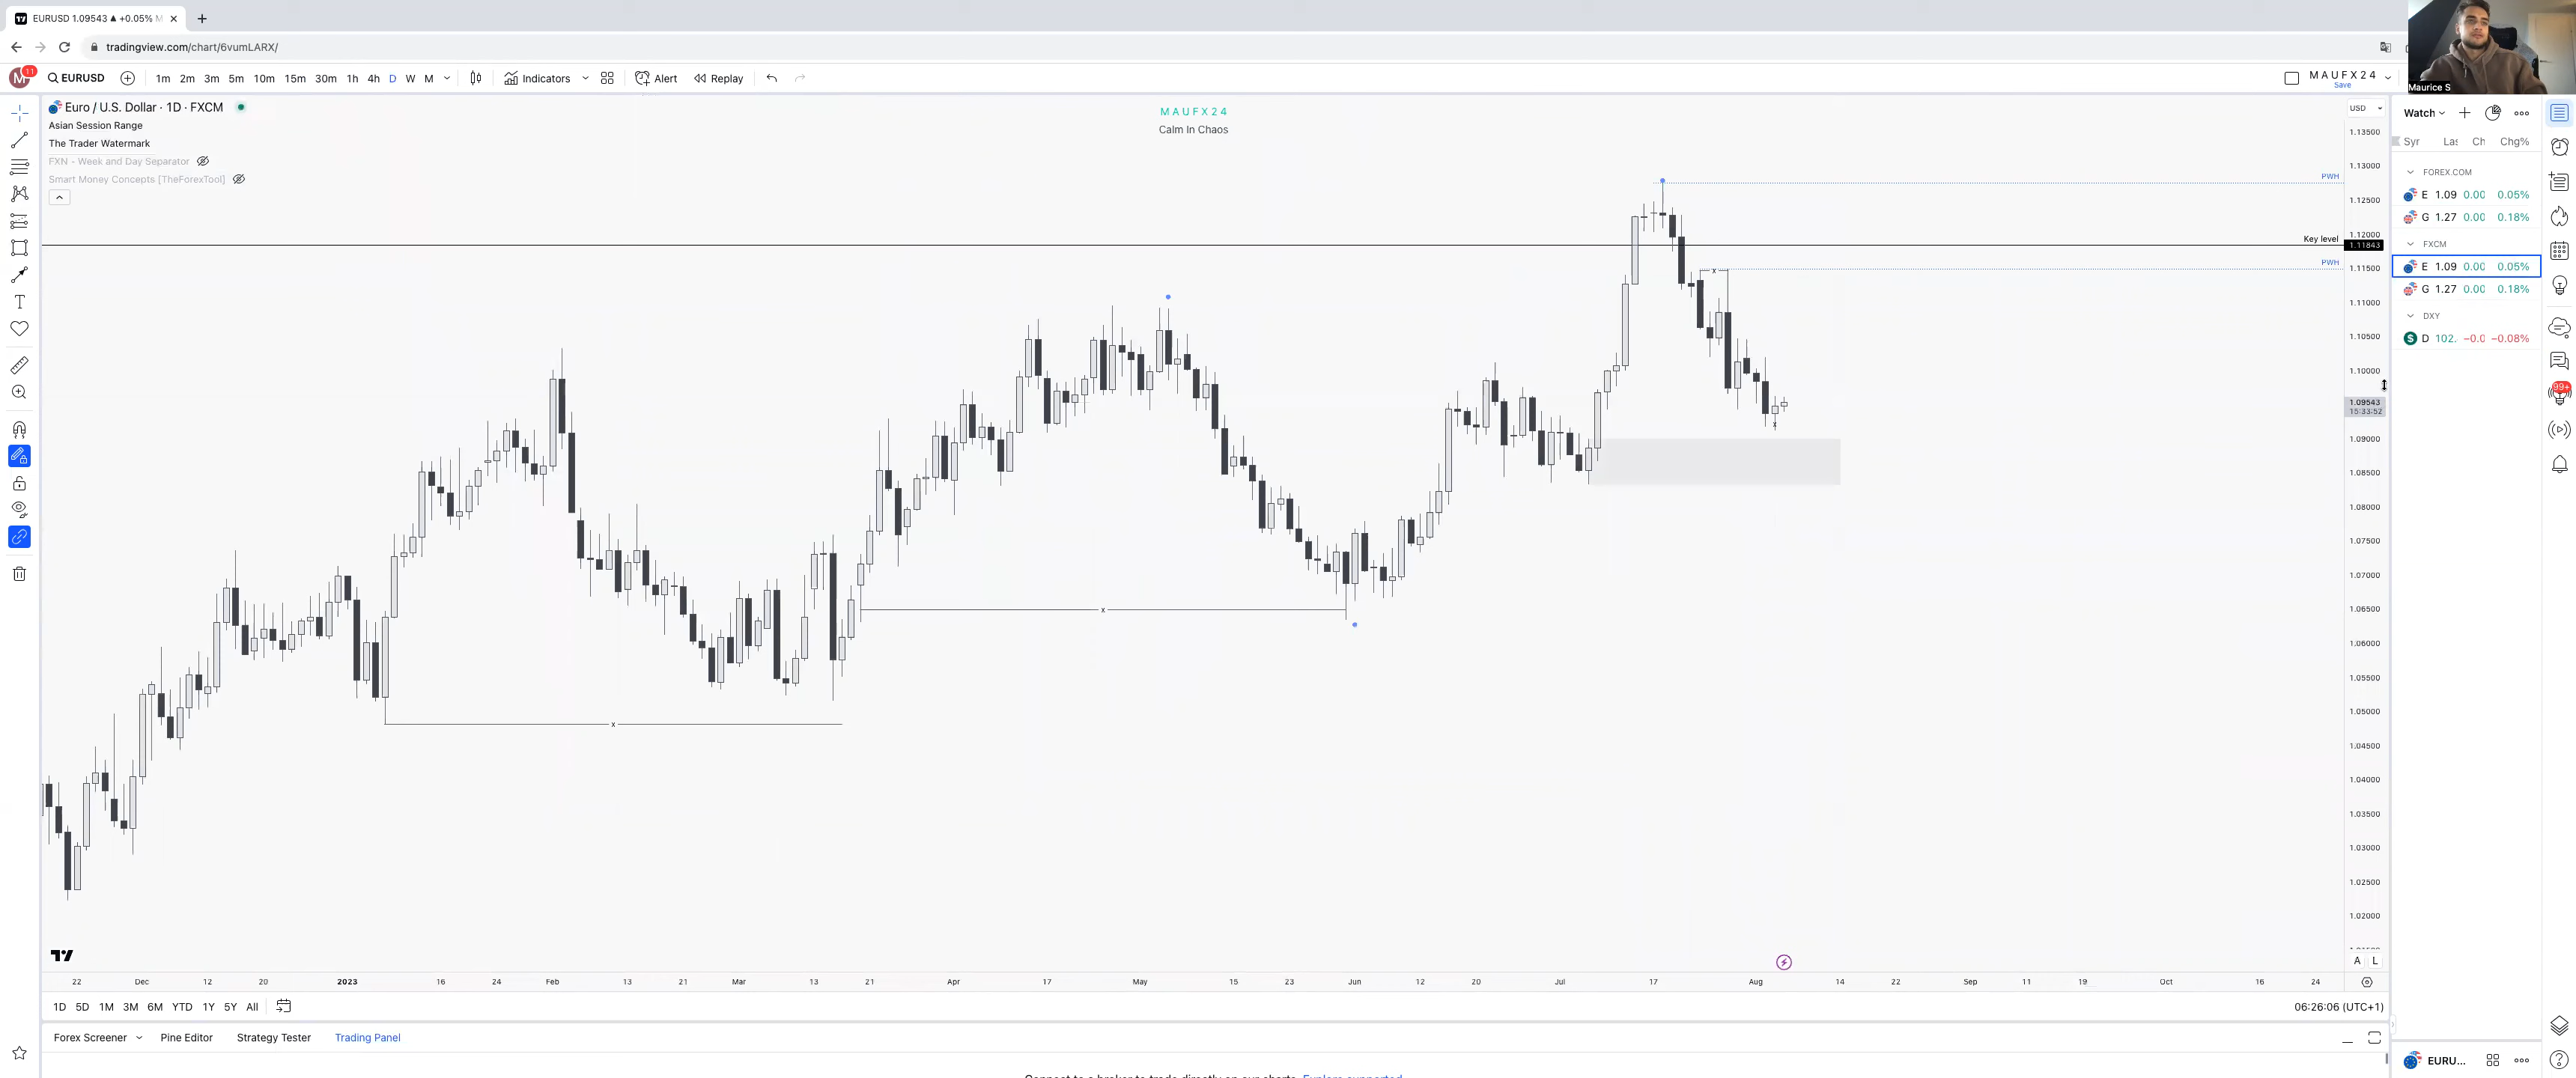 EURUSD 1.09543 ▲ +0.05% M
tradingview.com/chart/6vumLARX/
M 11 EURUSD 1m 2m 3m 5m 10m 15m 30m 1h 4h D W M Indicators Alert Replay MAUFX24
Save
Maurice S
Euro / U.S. Dollar · 1D · FXCM
Asian Session Range
The Trader Watermark
FXN - Week and Day Separator
Smart Money Concepts [TheForexTool]
MAUFX24
Calm In Chaos
USD
1.13500
1.13000
1.12500
1.12000
1.11843
1.11500
1.11000
1.10500
1.10000
1.09543
15:33:52
1.09000
1.08500
1.08000
1.07500
1.07000
1.06500
1.06000
1.05500
1.05000
1.04500
1.04000
1.03500
1.03000
1.02500
1.02000
PWH
Key level
PWH
x
x
x
x
A L
22 Dec 12 20 2023 16 24 Feb 13 21 Mar 13 21 Apr 17 May 15 23 Jun 12 20 Jul 17 Aug 14 22 Sep 11 19 Oct 16 24
1D 5D 1M 3M 6M YTD 1Y 5Y All
06:26:06 (UTC+1)
Forex Screener Pine Editor Strategy Tester Trading Panel
Watch
Chg%
FOREX.COM
E 1.09 0.00 0.05%
G 1.27 0.00 0.18%
FXCM
E 1.09 0.00 0.05%
G 1.27 0.00 0.18%
DXY
D 102. −0.0 −0.08%
99+
EURU...